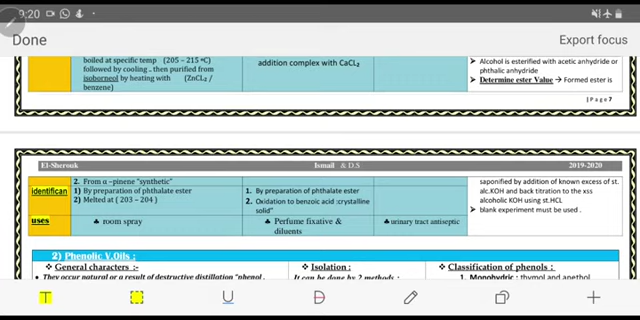 9:20
Done
Export focus
boiled at specific temp (205 – 215 ºC)
followed by cooling .. then purified from
isoborneol by heating with (ZnCL₂ /
benzene)
addition complex with CaCL₂
➢ Alcohol is esterified with acetic anhydride or
phthalic anhydride
➢ Determine ester Value → Formed ester is
| P a g e 7
El-Sherouk
Ismail & D.S
2019-2020
2. From α –pinene "synthetic"
saponified by addition of known excess of st.
alc.KOH and back titration to the xss
alcoholic KOH using st.HCL
➢ blank experiment must be used .
identifican
1) By preparation of phthalate ester
2) Melted at ( 203 – 204 )
1. By preparation of phthalate ester
2. Oxidation to benzoic acid :crystalline
solid"
uses
♣ room spray
♣ Perfume fixative and
diluents
♣ urinary tract antiseptic
2) Phenolic V.Oils :
❖ General characters :-
• They occur natural or a result of destructive distillation "phenol .
❖ Isolation :
It can be done by 2 methods :
❖ Classification of phenols :
1. Monohydric : thymol and anethol
T
T
U
D